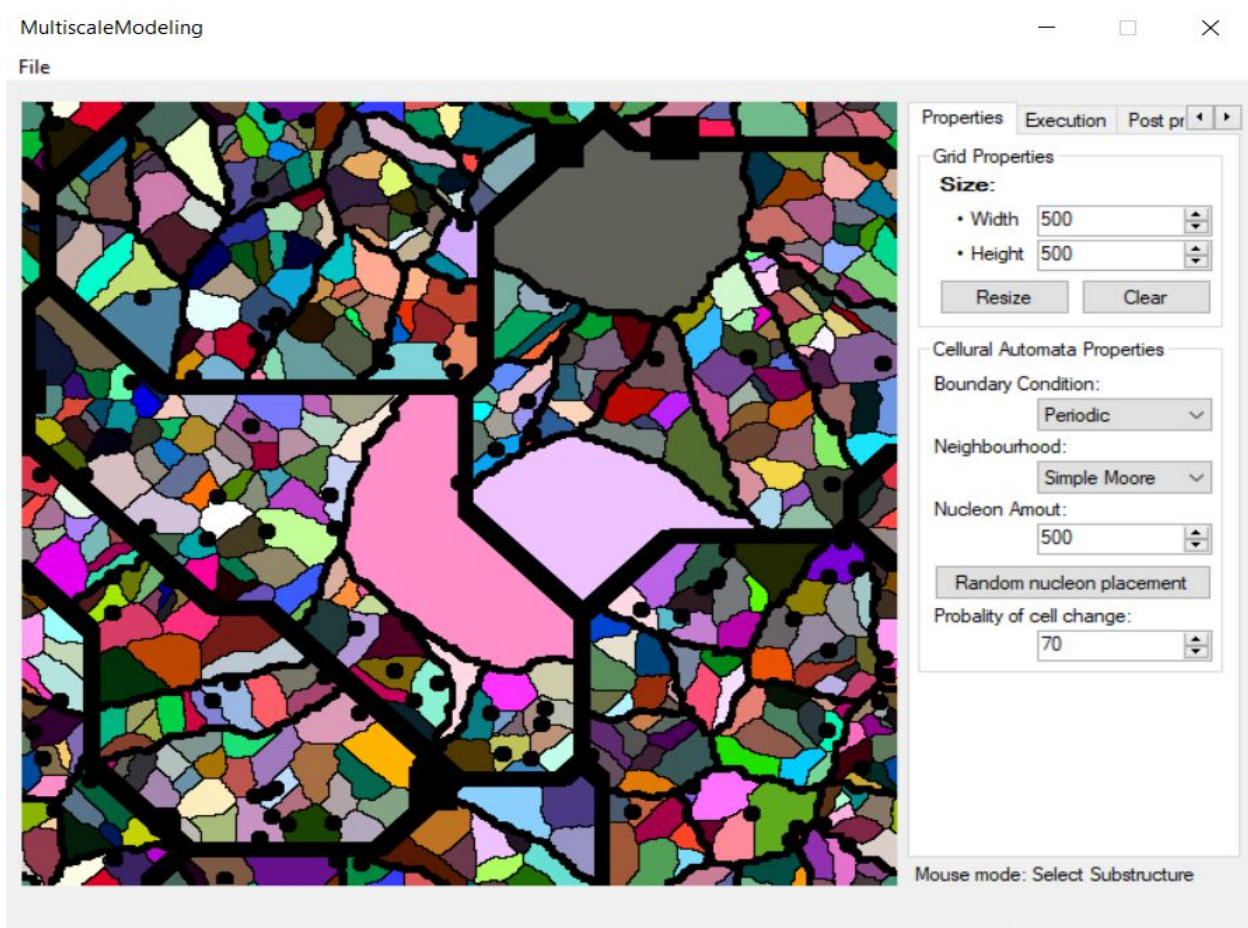 MultiscaleModeling
File
Properties Execution Post pr
Grid Properties
Size:
• Width 500
• Height 500
Resize Clear
Cellural Automata Properties
Boundary Condition:
Periodic
Neighbourhood:
Simple Moore
Nucleon Amout:
500
Random nucleon placement
Probality of cell change:
70
Mouse mode: Select Substructure